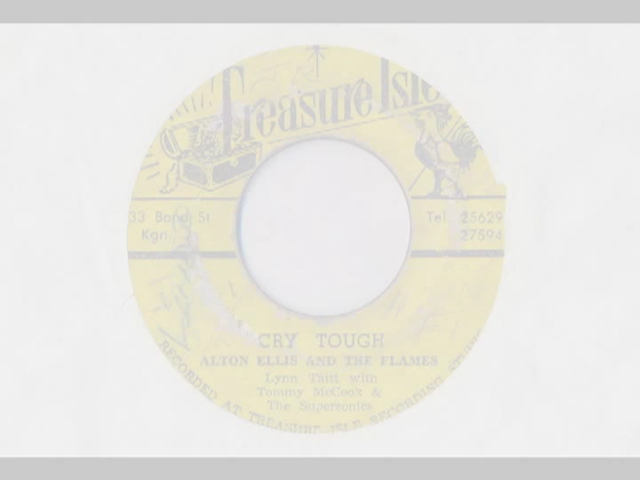 Treasure Isle
33 Bond St
Kgn.
Tel. 25629
27594
CRY TOUGH
ALTON ELLIS AND THE FLAMES
Lynn Taitt with
Tommy McCook &
The Supersonics
RECORDED AT TREASURE ISLE RECORDING STUDIO